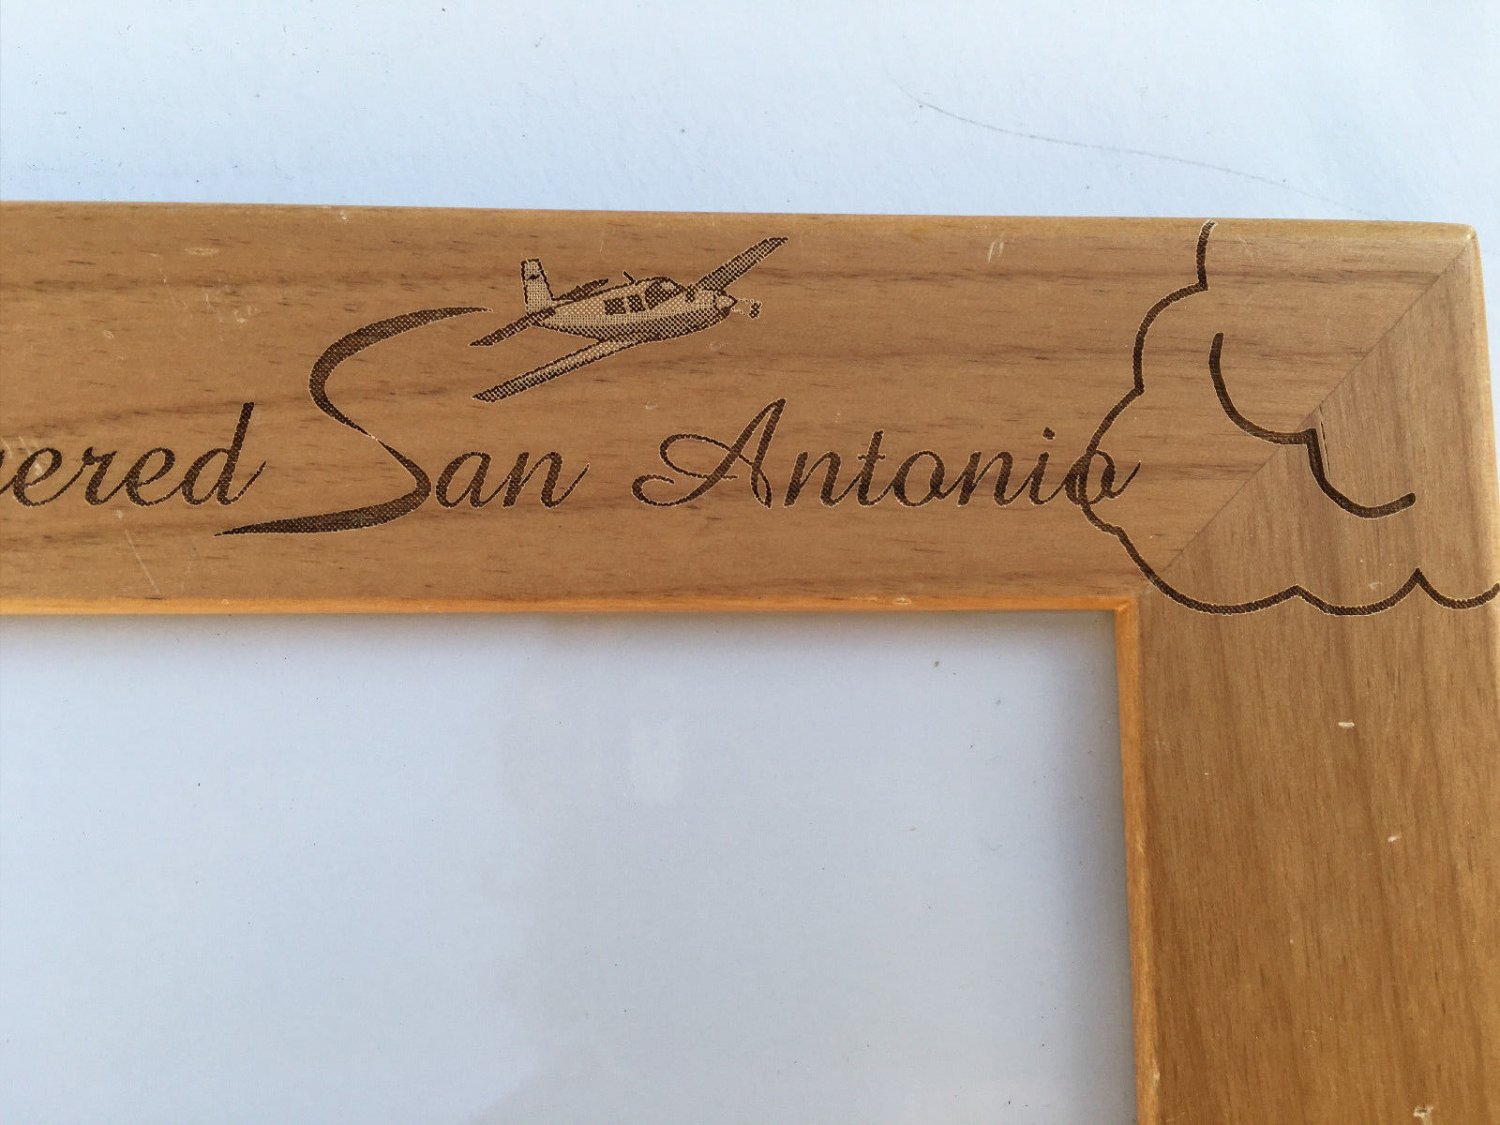 ered San Antonio